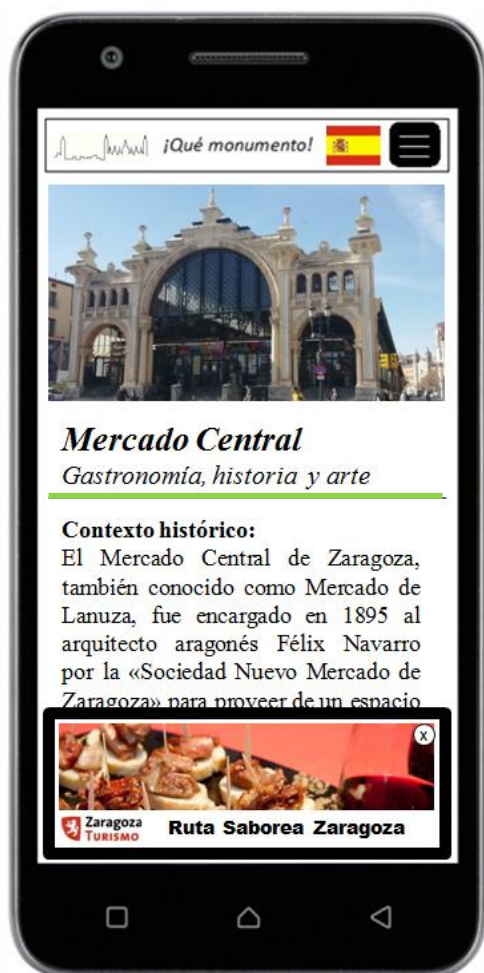 ¡Qué monumento!
Mercado Central
Gastronomía, historia y arte
Contexto histórico:
El Mercado Central de Zaragoza,
también conocido como Mercado de
Lanuza, fue encargado en 1895 al
arquitecto aragonés Félix Navarro
por la «Sociedad Nuevo Mercado de
Zaragoza» para proveer de un espacio
X
Zaragoza
TURISMO
Ruta Saborea Zaragoza